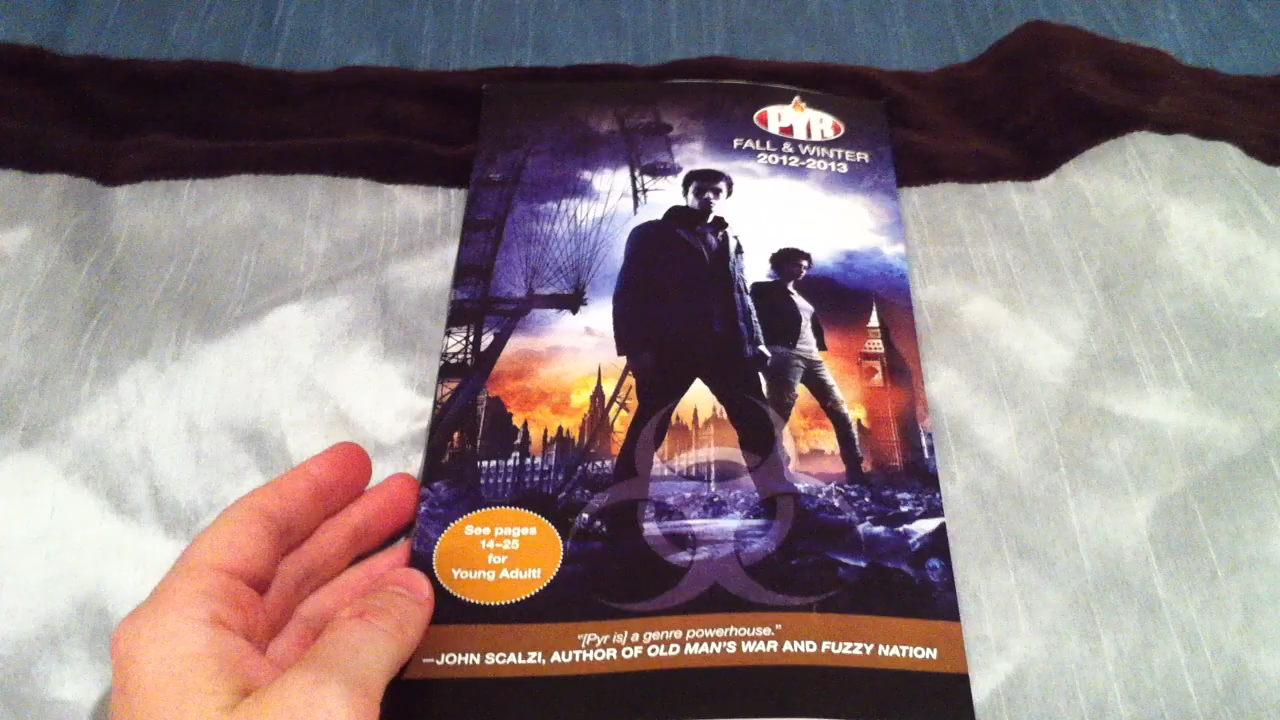 PYR
FALL & WINTER
2012-2013
See pages
14–25
for
Young Adult!
"[Pyr is] a genre powerhouse."
—JOHN SCALZI, AUTHOR OF OLD MAN'S WAR AND FUZZY NATION